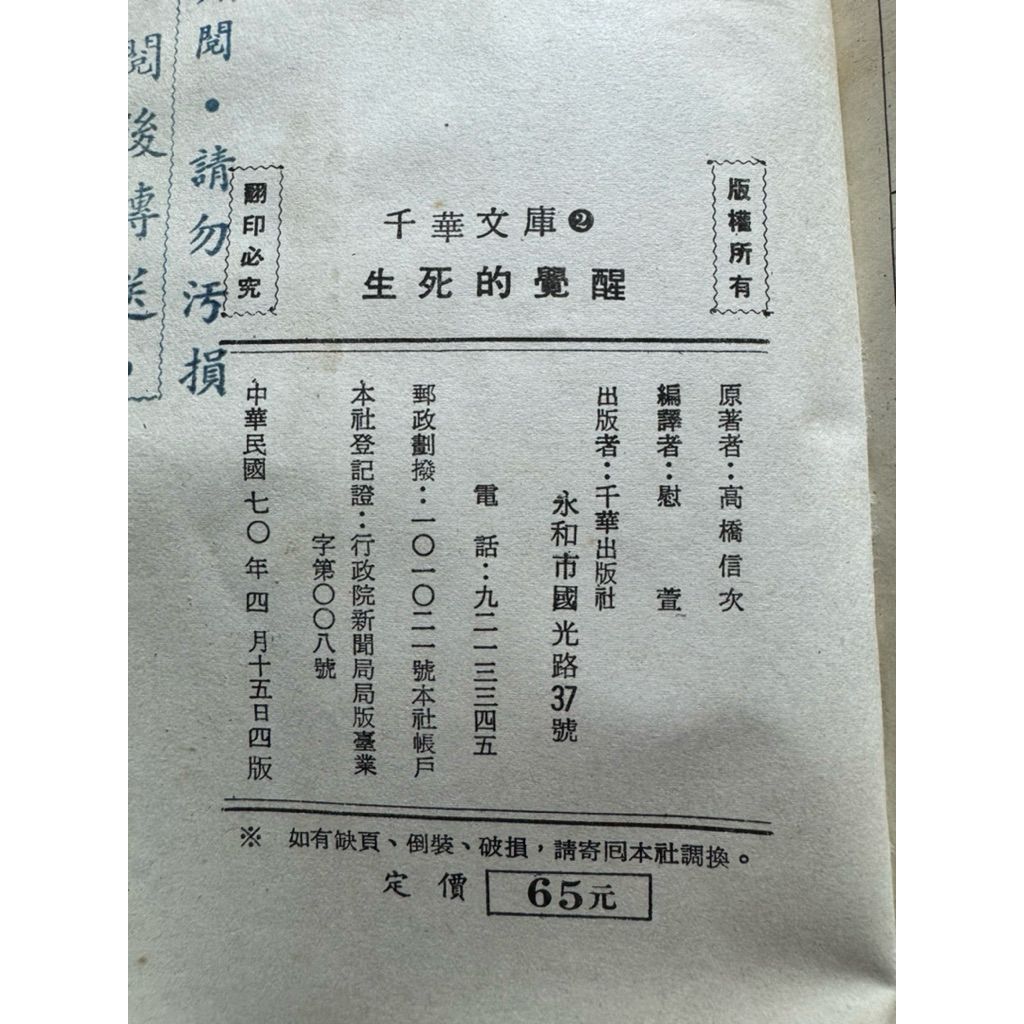 版權所有
翻印必究
千華文庫❷
生死的覺醒
原著者：高橋信次
編譯者：慰萱
出版者：千華出版社
永和市國光路37號
電話：九二一三三四五
郵政劃撥：一〇一〇二一號本社帳戶
本社登記證：行政院新聞局局版臺業
字第〇〇八號
中華民國七〇年四月十五日四版
※ 如有缺頁、倒裝、破損，請寄回本社調換。
定價 65元
閱・請勿污損
閱後轉送